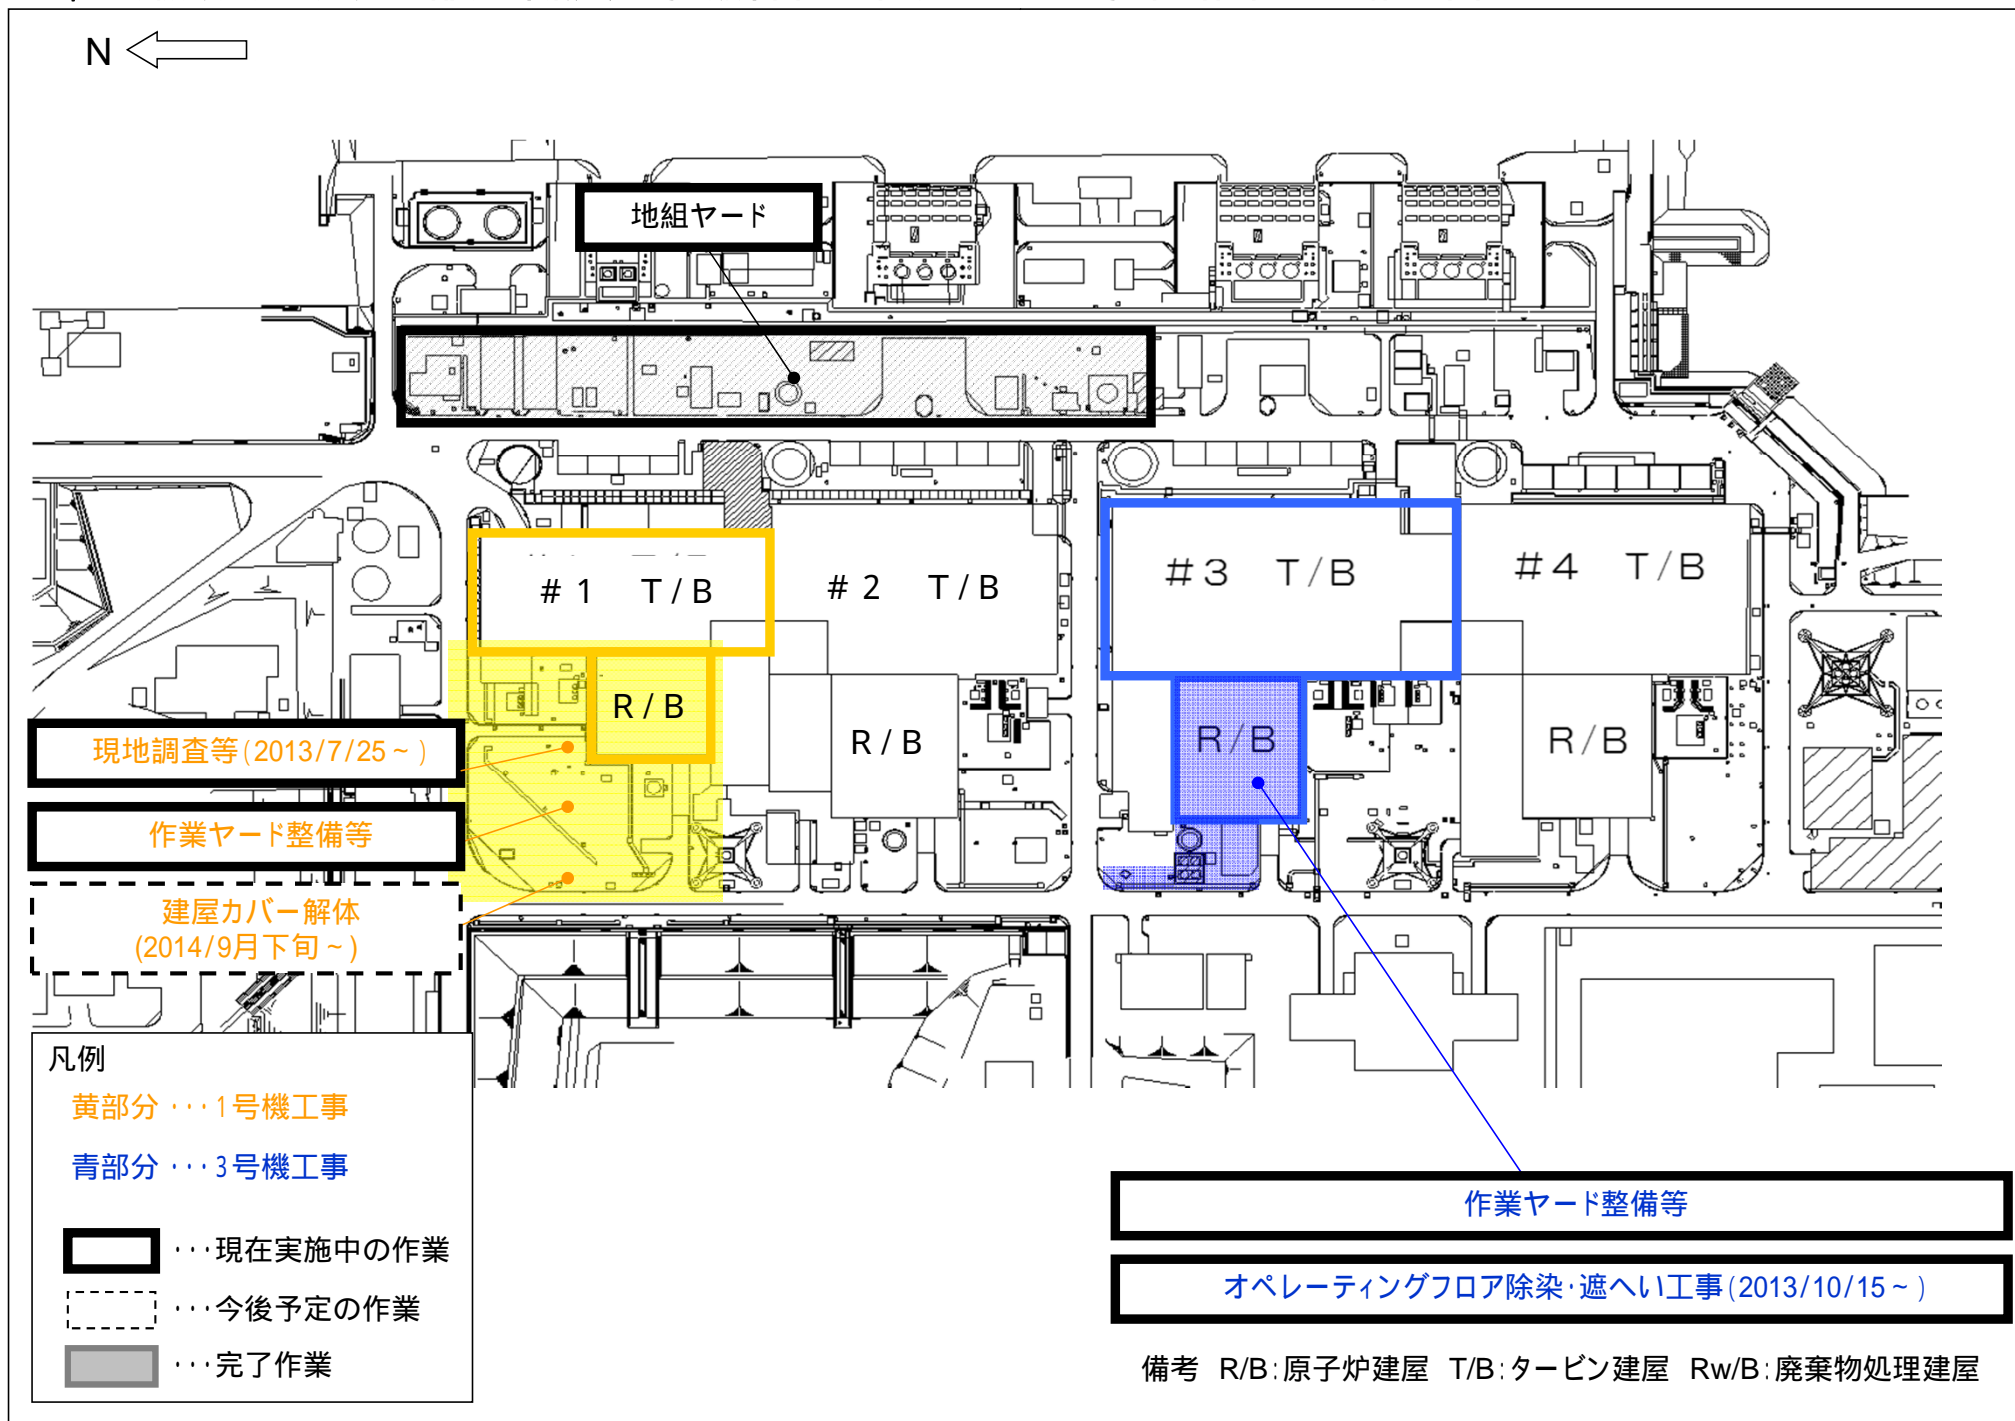 N
地組ヤード
#1 T/B
#2 T/B
#3 T/B
#4 T/B
R/B
R/B
R/B
R/B
現地調査等(2013/7/25~)
作業ヤード整備等
建屋カバー解体
(2014/9月下旬~)
凡例
黄部分・・・1号機工事
青部分・・・3号機工事
・・・現在実施中の作業
・・・今後予定の作業
・・・完了作業
作業ヤード整備等
オペレーティングフロア除染・遮へい工事(2013/10/15~)
備考 R/B:原子炉建屋 T/B:タービン建屋 Rw/B:廃棄物処理建屋